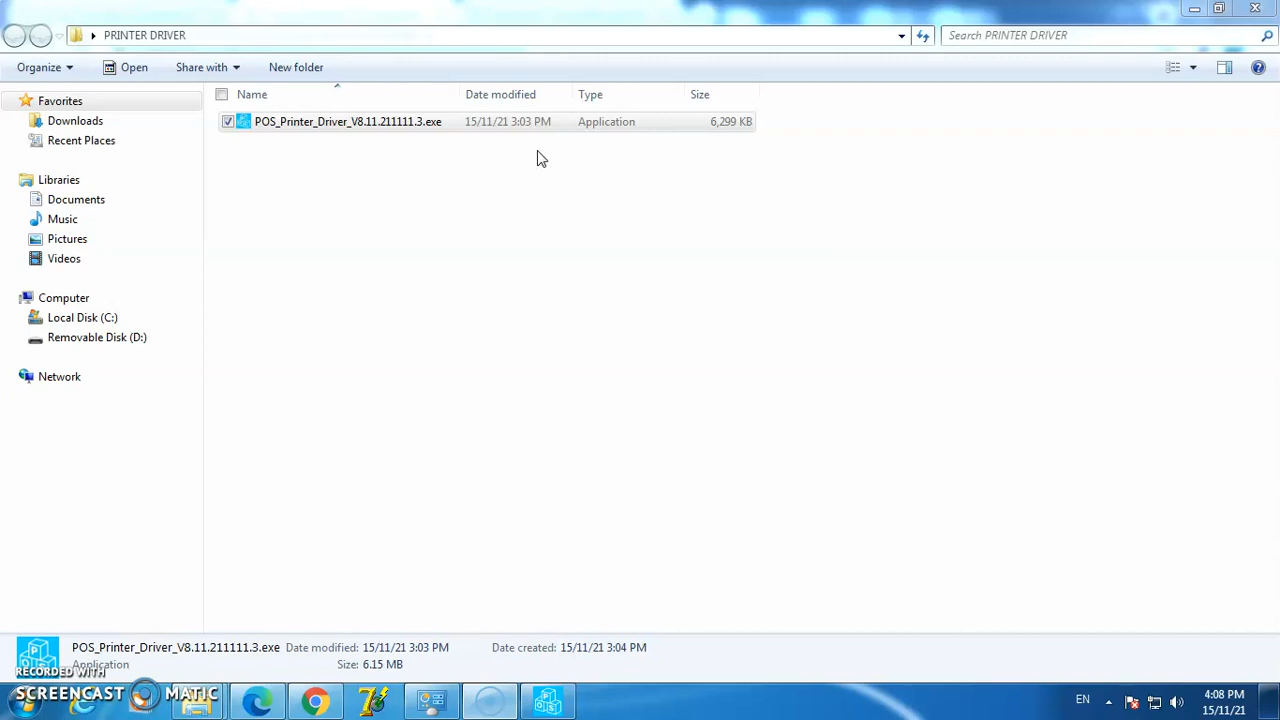 PRINTER DRIVER
Search PRINTER DRIVER
Organize Open Share with New folder
Name Date modified Type Size
POS_Printer_Driver_V8.11.211111.3.exe 15/11/21 3:03 PM Application 6,299 KB
Favorites
Downloads
Recent Places
Libraries
Documents
Music
Pictures
Videos
Computer
Local Disk (C:)
Removable Disk (D:)
Network
POS_Printer_Driver_V8.11.211111.3.exe Date modified: 15/11/21 3:03 PM Date created: 15/11/21 3:04 PM
Application Size: 6.15 MB
RECORDED WITH
SCREENCAST MATIC
EN 4:08 PM
15/11/21